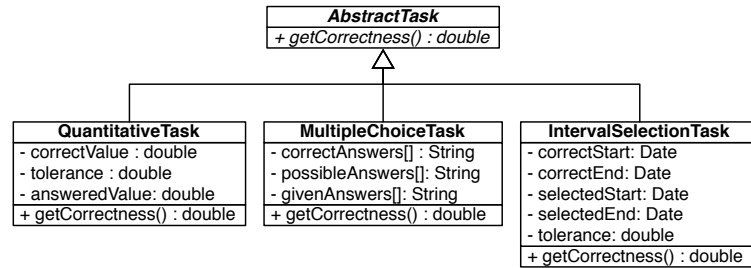 AbstractTask
+ getCorrectness() : double
QuantitativeTask
- correctValue : double
- tolerance : double
- answeredValue: double
+ getCorrectness() : double
MultipleChoiceTask
- correctAnswers[] : String
- possibleAnswers[]: String
- givenAnswers[]: String
+ getCorrectness() : double
IntervalSelectionTask
- correctStart: Date
- correctEnd: Date
- selectedStart: Date
- selectedEnd: Date
- tolerance: double
+ getCorrectness() : double